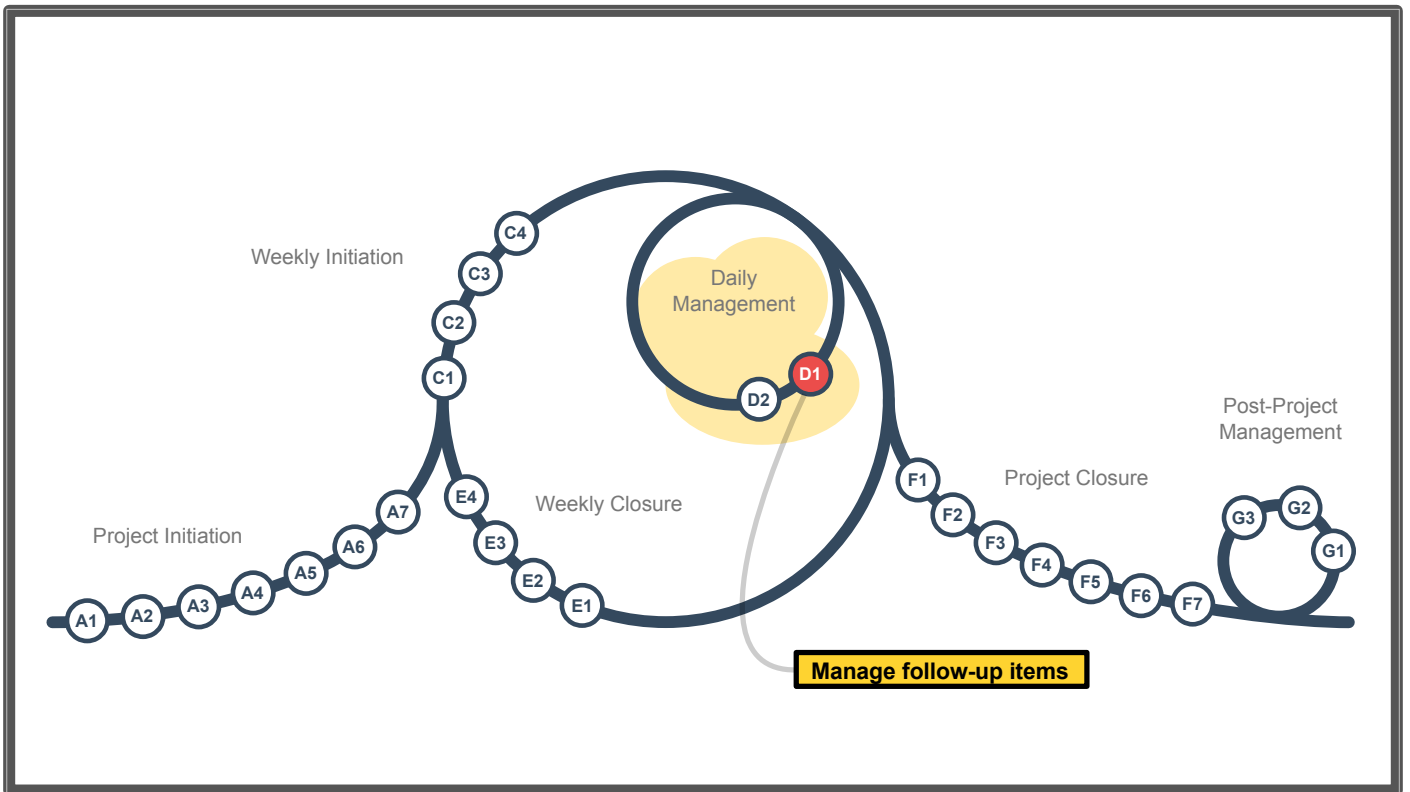 Project Initiation
A1
A2
A3
A4
A5
A6
A7
Weekly Initiation
C1
C2
C3
C4
Daily
Management
D1
D2
Manage follow-up items
Weekly Closure
E1
E2
E3
E4
Project Closure
F1
F2
F3
F4
F5
F6
F7
Post-Project
Management
G1
G2
G3